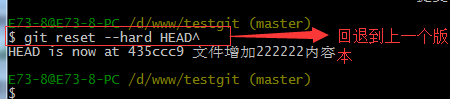 E73-8@E73-8-PC /d/www/testgit (master)
$ git reset --hard HEAD^
HEAD is now at 435ccc9 文件增加222222内容
回退到上一个版
本
E73-8@E73-8-PC /d/www/testgit (master)
$